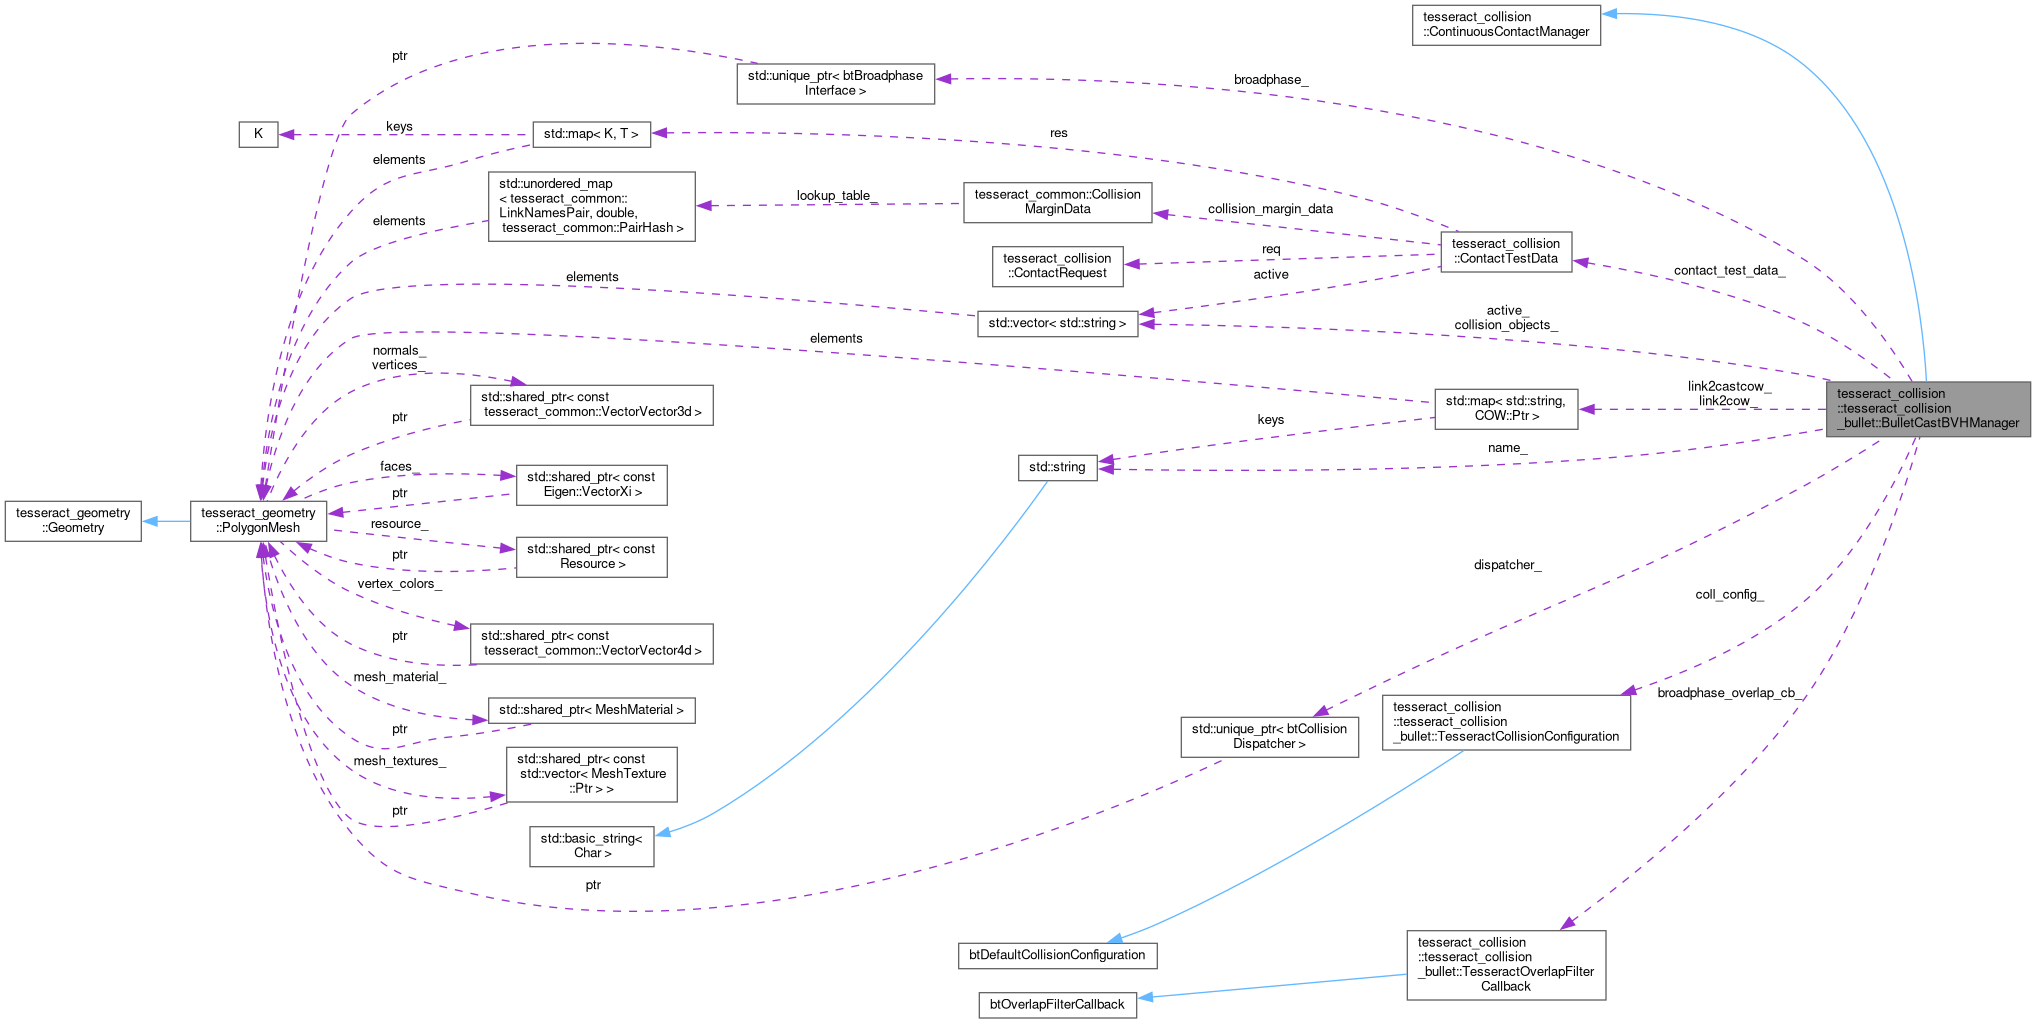 tesseract_collision
::ContinuousContactManager
ptr
std::unique_ptr< btBroadphase
Interface >
broadphase_
K
keys
std::map< K, T >
res
elements
std::unordered_map
< tesseract_common::
LinkNamesPair, double,
tesseract_common::PairHash >
lookup_table_
tesseract_common::Collision
MarginData
collision_margin_data
elements
tesseract_collision
::ContactTestData
req
tesseract_collision
::ContactRequest
active
contact_test_data_
elements
std::vector< std::string >
active_
collision_objects_
elements
normals_
vertices_
std::shared_ptr< const
tesseract_common::VectorVector3d >
ptr
std::map< std::string,
COW::Ptr >
link2castcow_
link2cow_
tesseract_collision
::tesseract_collision
_bullet::BulletCastBVHManager
keys
name_
std::string
faces_
std::shared_ptr< const
Eigen::VectorXi >
ptr
tesseract_geometry
::Geometry
tesseract_geometry
::PolygonMesh
resource_
std::shared_ptr< const
Resource >
ptr
dispatcher_
coll_config_
vertex_colors_
std::shared_ptr< const
tesseract_common::VectorVector4d >
ptr
mesh_material_
std::shared_ptr< MeshMaterial >
ptr
broadphase_overlap_cb_
std::unique_ptr< btCollision
Dispatcher >
tesseract_collision
::tesseract_collision
_bullet::TesseractCollisionConfiguration
mesh_textures_
std::shared_ptr< const
std::vector< MeshTexture
::Ptr > >
ptr
std::basic_string<
Char >
ptr
btDefaultCollisionConfiguration
tesseract_collision
::tesseract_collision
_bullet::TesseractOverlapFilter
Callback
btOverlapFilterCallback